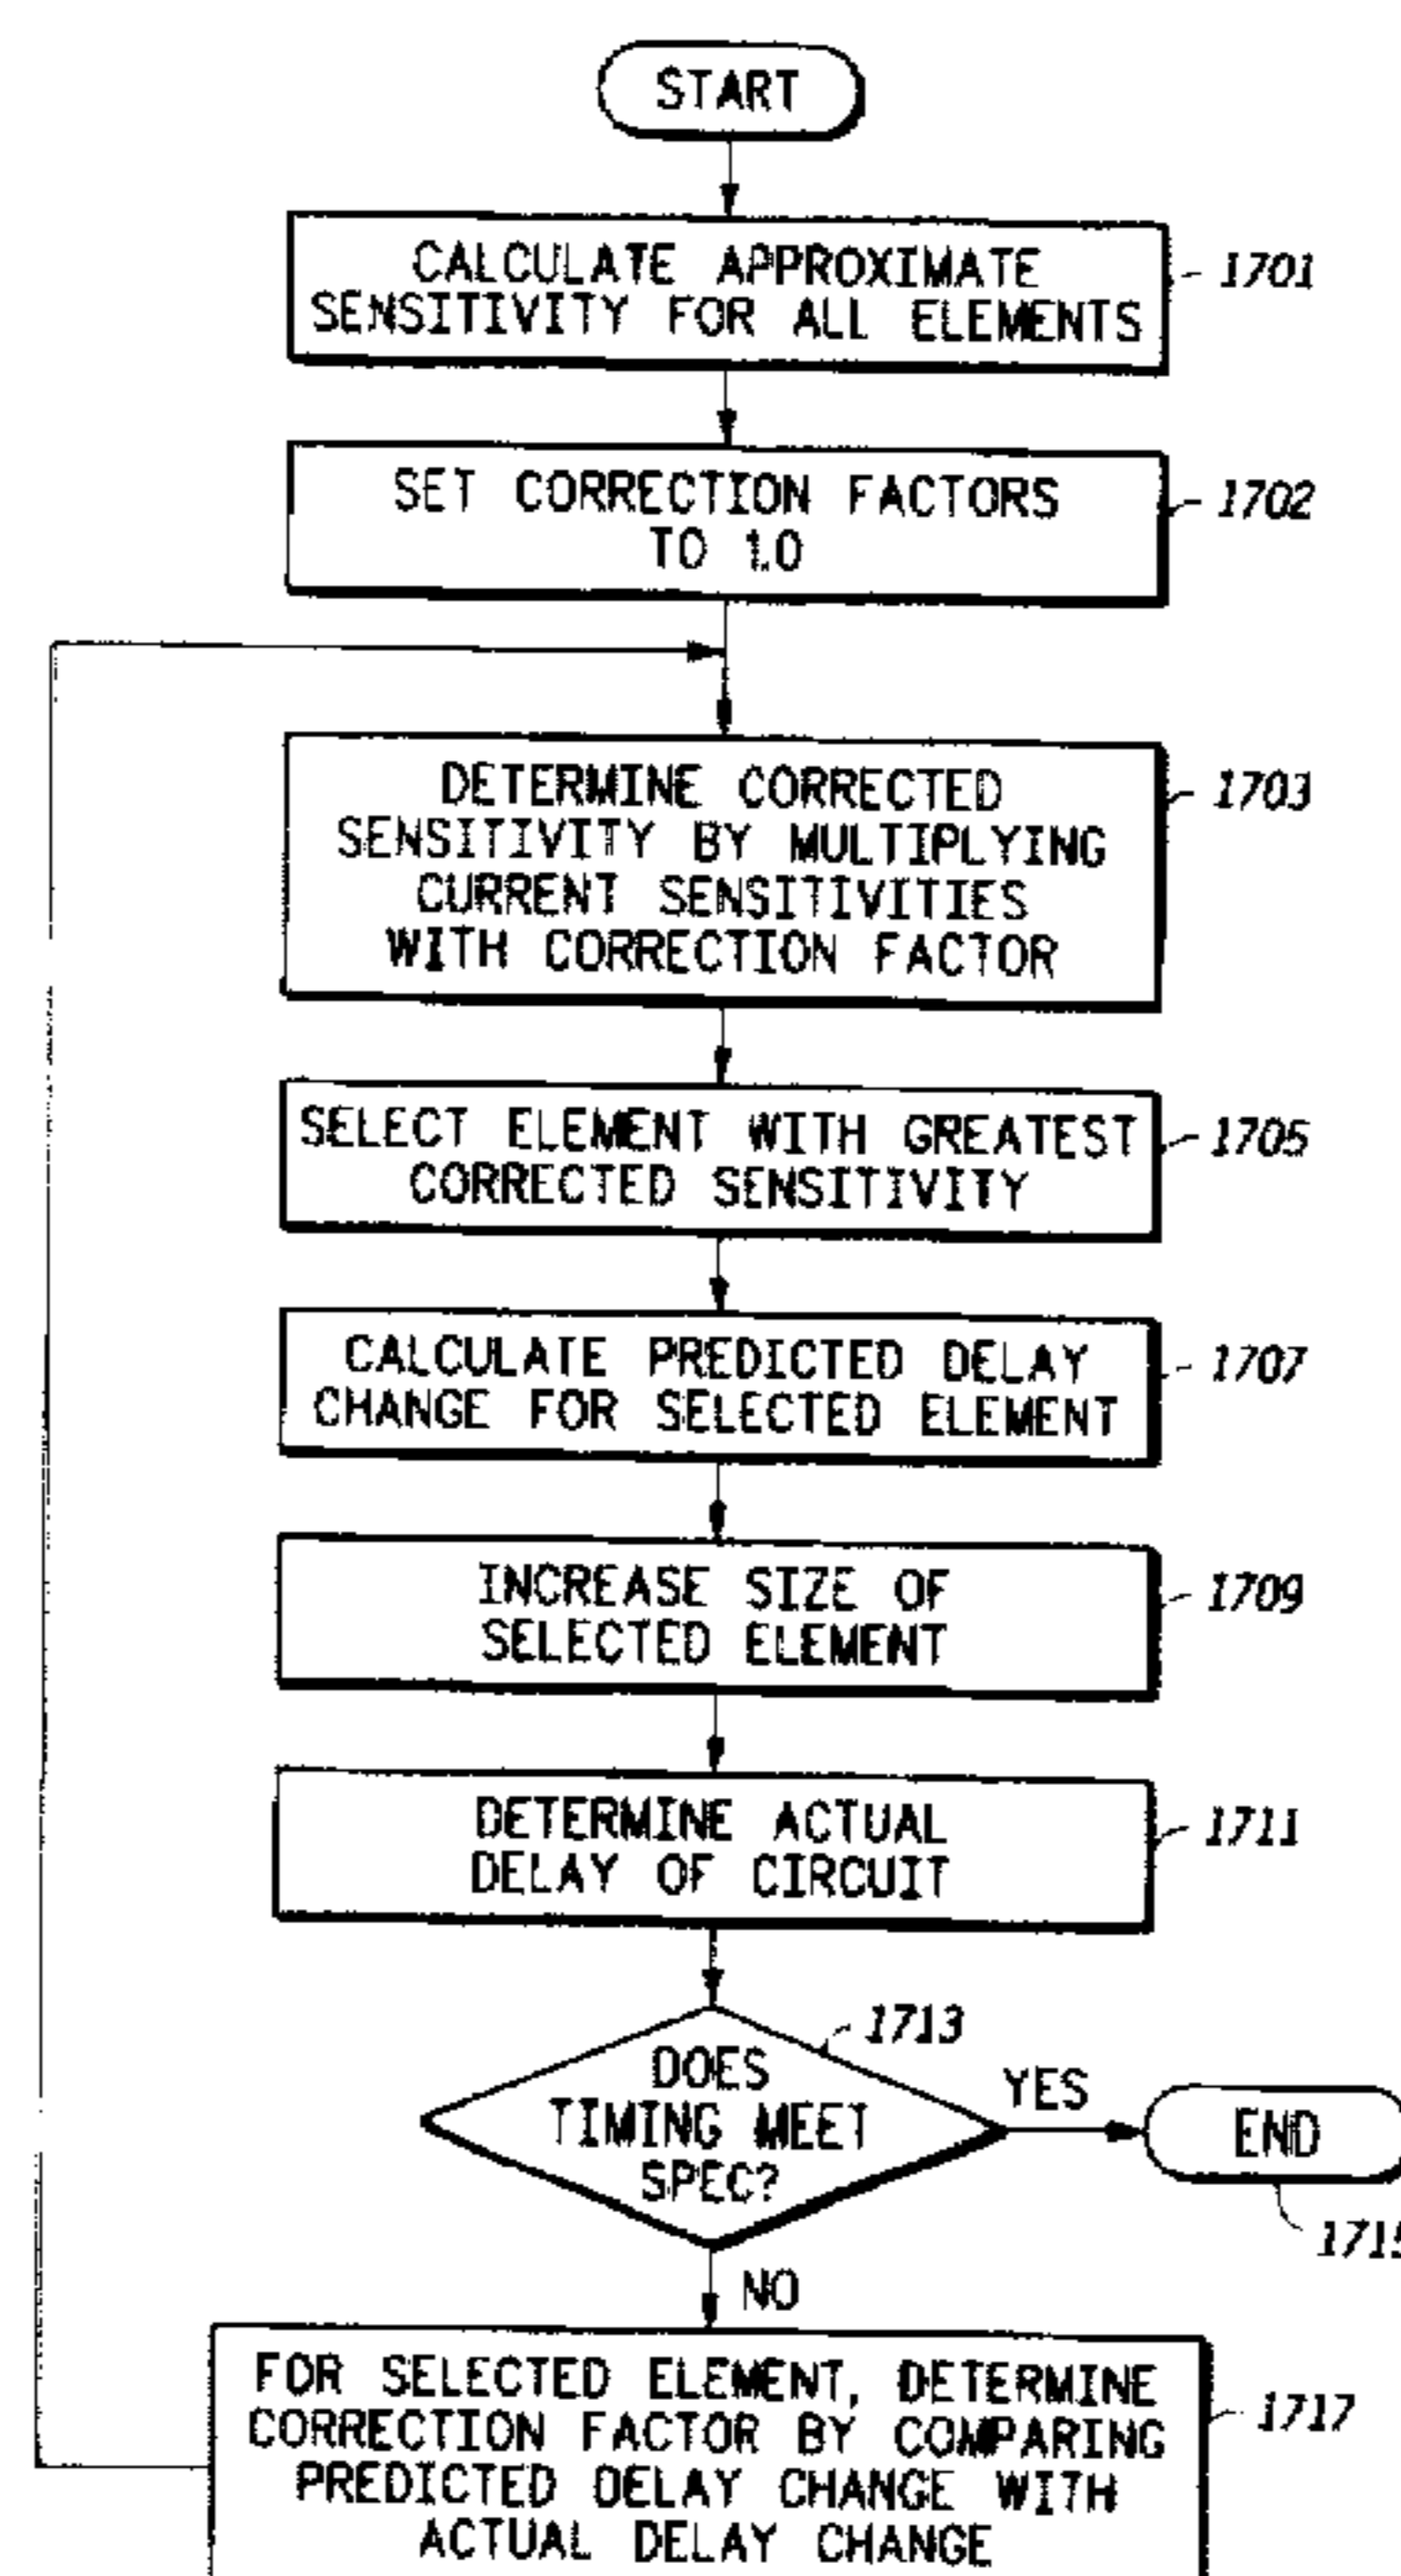 START
CALCULATE APPROXIMATE
SENSITIVITY FOR ALL ELEMENTS
1701
SET CORRECTION FACTORS
TO 1.0
1702
DETERMINE CORRECTED
SENSITIVITY BY MULTIPLYING
CURRENT SENSITIVITIES
WITH CORRECTION FACTOR
1703
SELECT ELEMENT WITH GREATEST
CORRECTED SENSITIVITY
1705
CALCULATE PREDICTED DELAY
CHANGE FOR SELECTED ELEMENT
1707
INCREASE SIZE OF
SELECTED ELEMENT
1709
DETERMINE ACTUAL
DELAY OF CIRCUIT
1711
1713
DOES
TIMING MEET
SPEC?
YES
END
1715
NO
FOR SELECTED ELEMENT, DETERMINE
CORRECTION FACTOR BY COMPARING
PREDICTED DELAY CHANGE WITH
ACTUAL DELAY CHANGE
1717